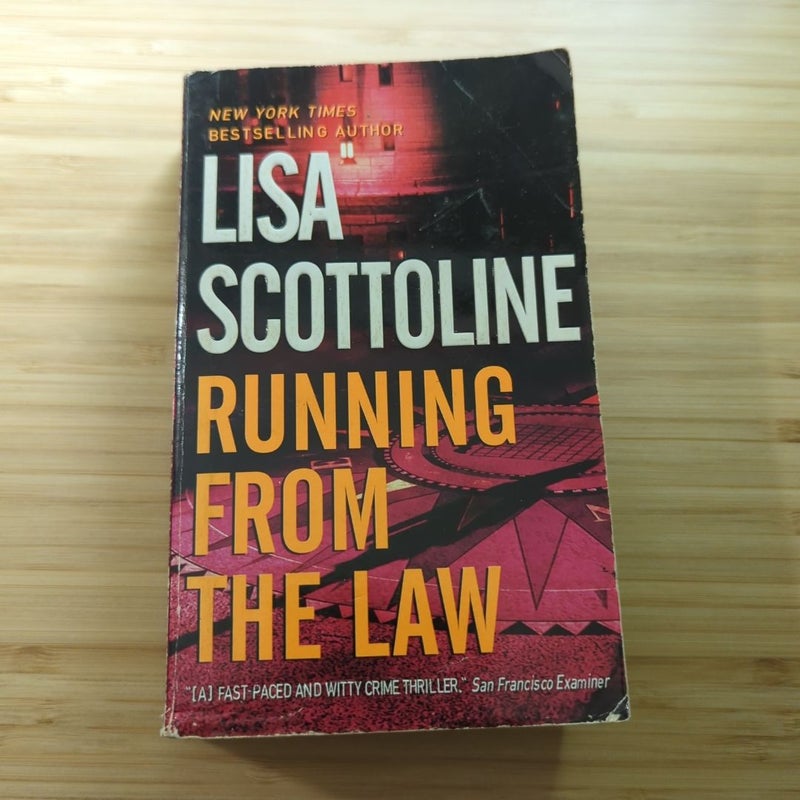 NEW YORK TIMES
BESTSELLING AUTHOR
LISA
SCOTTOLINE
RUNNING
FROM
THE LAW
"[A] FAST-PACED AND WITTY CRIME THRILLER." San Francisco Examiner